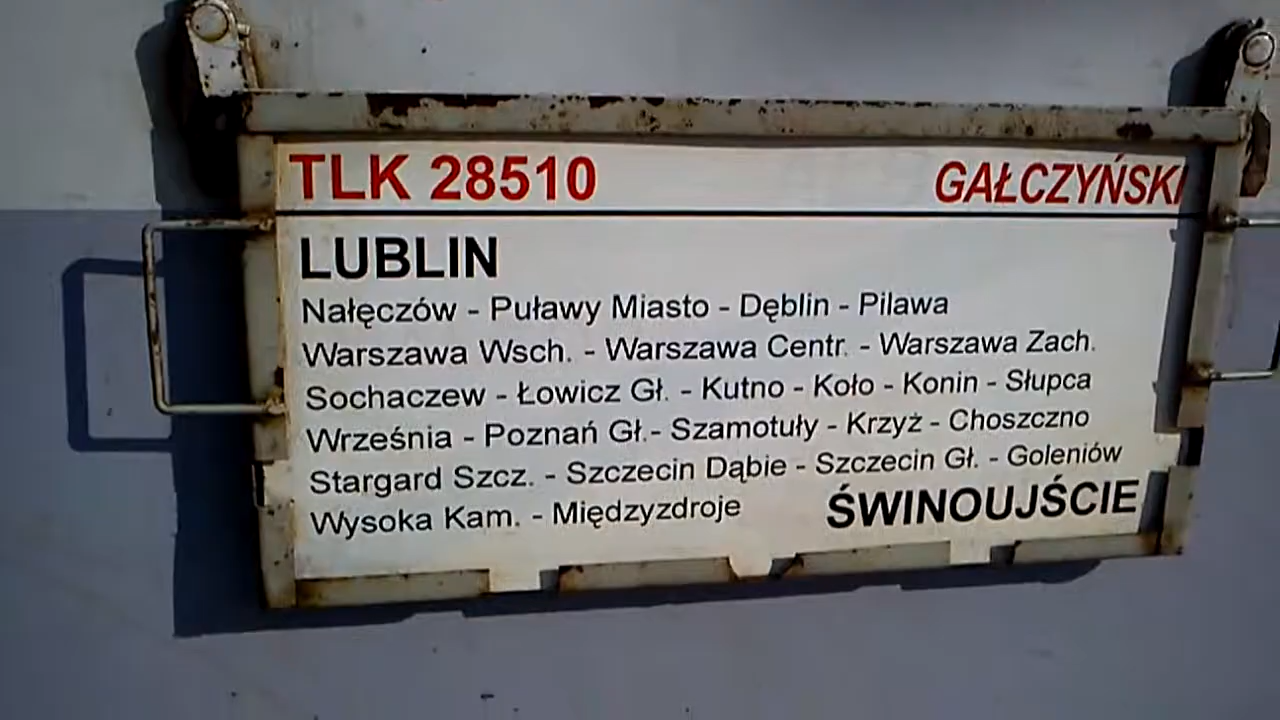 TLK 28510 GAŁCZYŃSKI
LUBLIN
Nałęczów - Puławy Miasto - Dęblin - Pilawa
Warszawa Wsch. - Warszawa Centr. - Warszawa Zach.
Sochaczew - Łowicz Gł. - Kutno - Koło - Konin - Słupca
Września - Poznań Gł.- Szamotuły - Krzyż - Choszczno
Stargard Szcz. - Szczecin Dąbie - Szczecin Gł. - Goleniów
Wysoka Kam. - Międzyzdroje ŚWINOUJŚCIE